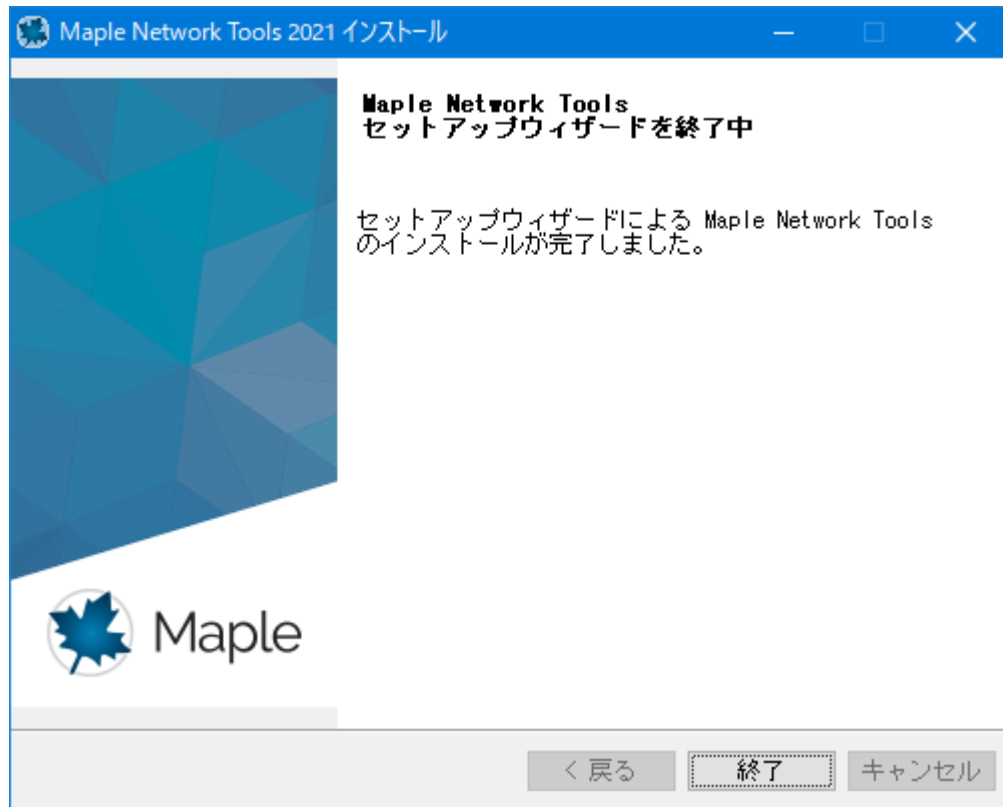 Maple Network Tools 2021 インストール
Maple Network Tools
セットアップウィザードを終了中
セットアップウィザードによる Maple Network Tools
のインストールが完了しました。
Maple
< 戻る
終了
キャンセル